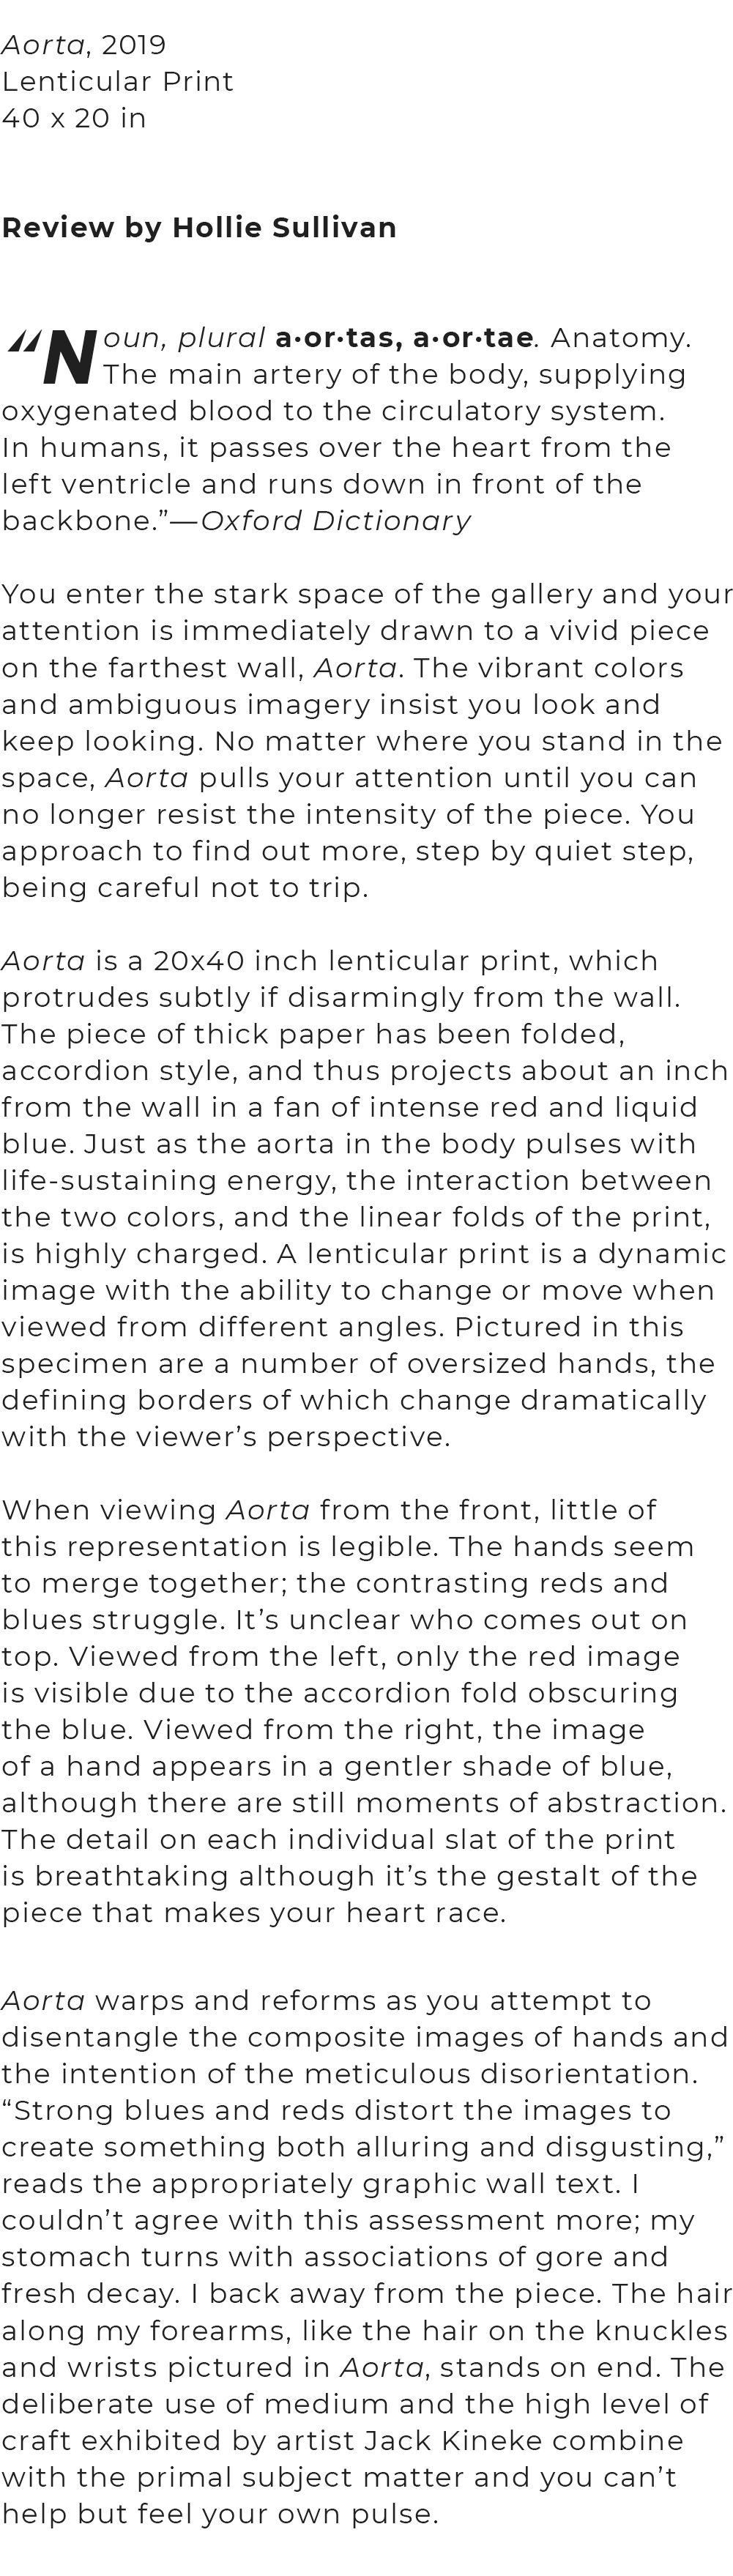 Aorta, 2019
Lenticular Print
40 x 20 in
Review by Hollie Sullivan
“Noun, plural a·or·tas, a·or·tae. Anatomy.
The main artery of the body, supplying
oxygenated blood to the circulatory system.
In humans, it passes over the heart from the
left ventricle and runs down in front of the
backbone.”—Oxford Dictionary
You enter the stark space of the gallery and your
attention is immediately drawn to a vivid piece
on the farthest wall, Aorta. The vibrant colors
and ambiguous imagery insist you look and
keep looking. No matter where you stand in the
space, Aorta pulls your attention until you can
no longer resist the intensity of the piece. You
approach to find out more, step by quiet step,
being careful not to trip.
Aorta is a 20x40 inch lenticular print, which
protrudes subtly if disarmingly from the wall.
The piece of thick paper has been folded,
accordion style, and thus projects about an inch
from the wall in a fan of intense red and liquid
blue. Just as the aorta in the body pulses with
life-sustaining energy, the interaction between
the two colors, and the linear folds of the print,
is highly charged. A lenticular print is a dynamic
image with the ability to change or move when
viewed from different angles. Pictured in this
specimen are a number of oversized hands, the
defining borders of which change dramatically
with the viewer’s perspective.
When viewing Aorta from the front, little of
this representation is legible. The hands seem
to merge together; the contrasting reds and
blues struggle. It’s unclear who comes out on
top. Viewed from the left, only the red image
is visible due to the accordion fold obscuring
the blue. Viewed from the right, the image
of a hand appears in a gentler shade of blue,
although there are still moments of abstraction.
The detail on each individual slat of the print
is breathtaking although it’s the gestalt of the
piece that makes your heart race.
Aorta warps and reforms as you attempt to
disentangle the composite images of hands and
the intention of the meticulous disorientation.
“Strong blues and reds distort the images to
create something both alluring and disgusting,”
reads the appropriately graphic wall text. I
couldn’t agree with this assessment more; my
stomach turns with associations of gore and
fresh decay. I back away from the piece. The hair
along my forearms, like the hair on the knuckles
and wrists pictured in Aorta, stands on end. The
deliberate use of medium and the high level of
craft exhibited by artist Jack Kineke combine
with the primal subject matter and you can’t
help but feel your own pulse.